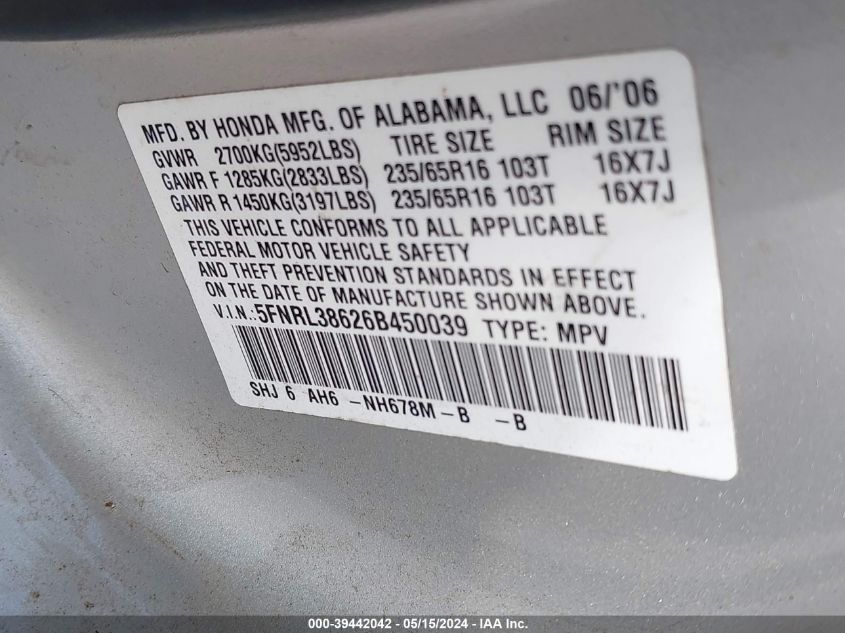 MFD. BY HONDA MFG. OF ALABAMA, LLC 06/'06
GVWR 2700KG(5952LBS) TIRE SIZE RIM SIZE
GAWR F 1285KG(2833LBS) 235/65R16 103T 16X7J
GAWR R 1450KG(3197LBS) 235/65R16 103T 16X7J
THIS VEHICLE CONFORMS TO ALL APPLICABLE
FEDERAL MOTOR VEHICLE SAFETY
AND THEFT PREVENTION STANDARDS IN EFFECT
ON THE DATE OF MANUFACTURE SHOWN ABOVE.
V.I.N.:5FNRL38626B450039 TYPE: MPV
SHJ 6 AH6 -NH678M-B -B
000-39442042 - 05/15/2024 - IAA Inc.